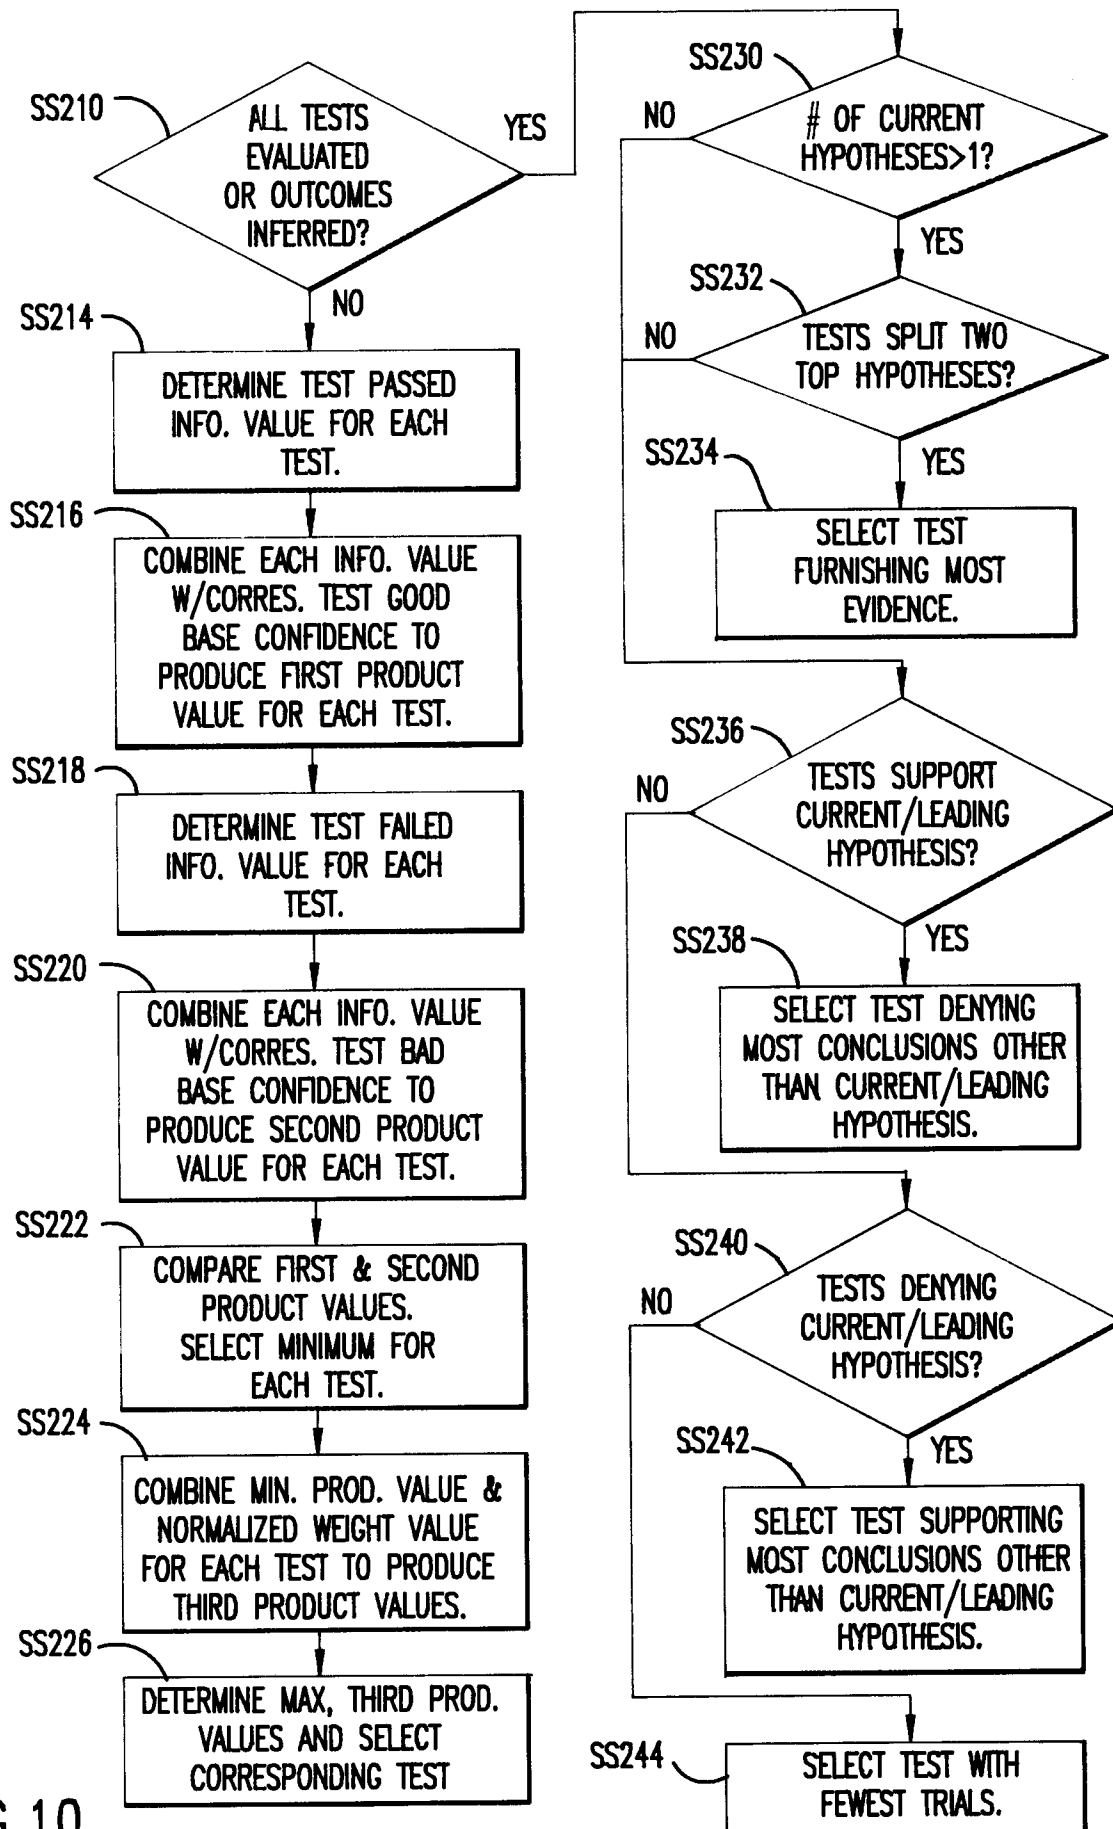 SS210
ALL TESTS
EVALUATED
OR OUTCOMES
INFERRED?
YES
NO
SS214
DETERMINE TEST PASSED
INFO. VALUE FOR EACH
TEST.
SS216
COMBINE EACH INFO. VALUE
W/CORRES. TEST GOOD
BASE CONFIDENCE TO
PRODUCE FIRST PRODUCT
VALUE FOR EACH TEST.
SS218
DETERMINE TEST FAILED
INFO. VALUE FOR EACH
TEST.
SS220
COMBINE EACH INFO. VALUE
W/CORRES. TEST BAD
BASE CONFIDENCE TO
PRODUCE SECOND PRODUCT
VALUE FOR EACH TEST.
SS222
COMPARE FIRST & SECOND
PRODUCT VALUES.
SELECT MINIMUM FOR
EACH TEST.
SS224
COMBINE MIN. PROD. VALUE &
NORMALIZED WEIGHT VALUE
FOR EACH TEST TO PRODUCE
THIRD PRODUCT VALUES.
SS226
DETERMINE MAX, THIRD PROD.
VALUES AND SELECT
CORRESPONDING TEST
SS230
# OF CURRENT
HYPOTHESES>1?
NO
YES
SS232
TESTS SPLIT TWO
TOP HYPOTHESES?
NO
YES
SS234
SELECT TEST
FURNISHING MOST
EVIDENCE.
SS236
TESTS SUPPORT
CURRENT/LEADING
HYPOTHESIS?
NO
YES
SS238
SELECT TEST DENYING
MOST CONCLUSIONS OTHER
THAN CURRENT/LEADING
HYPOTHESIS.
SS240
TESTS DENYING
CURRENT/LEADING
HYPOTHESIS?
NO
YES
SS242
SELECT TEST SUPPORTING
MOST CONCLUSIONS OTHER
THAN CURRENT/LEADING
HYPOTHESIS.
SS244
SELECT TEST WITH
FEWEST TRIALS.
10